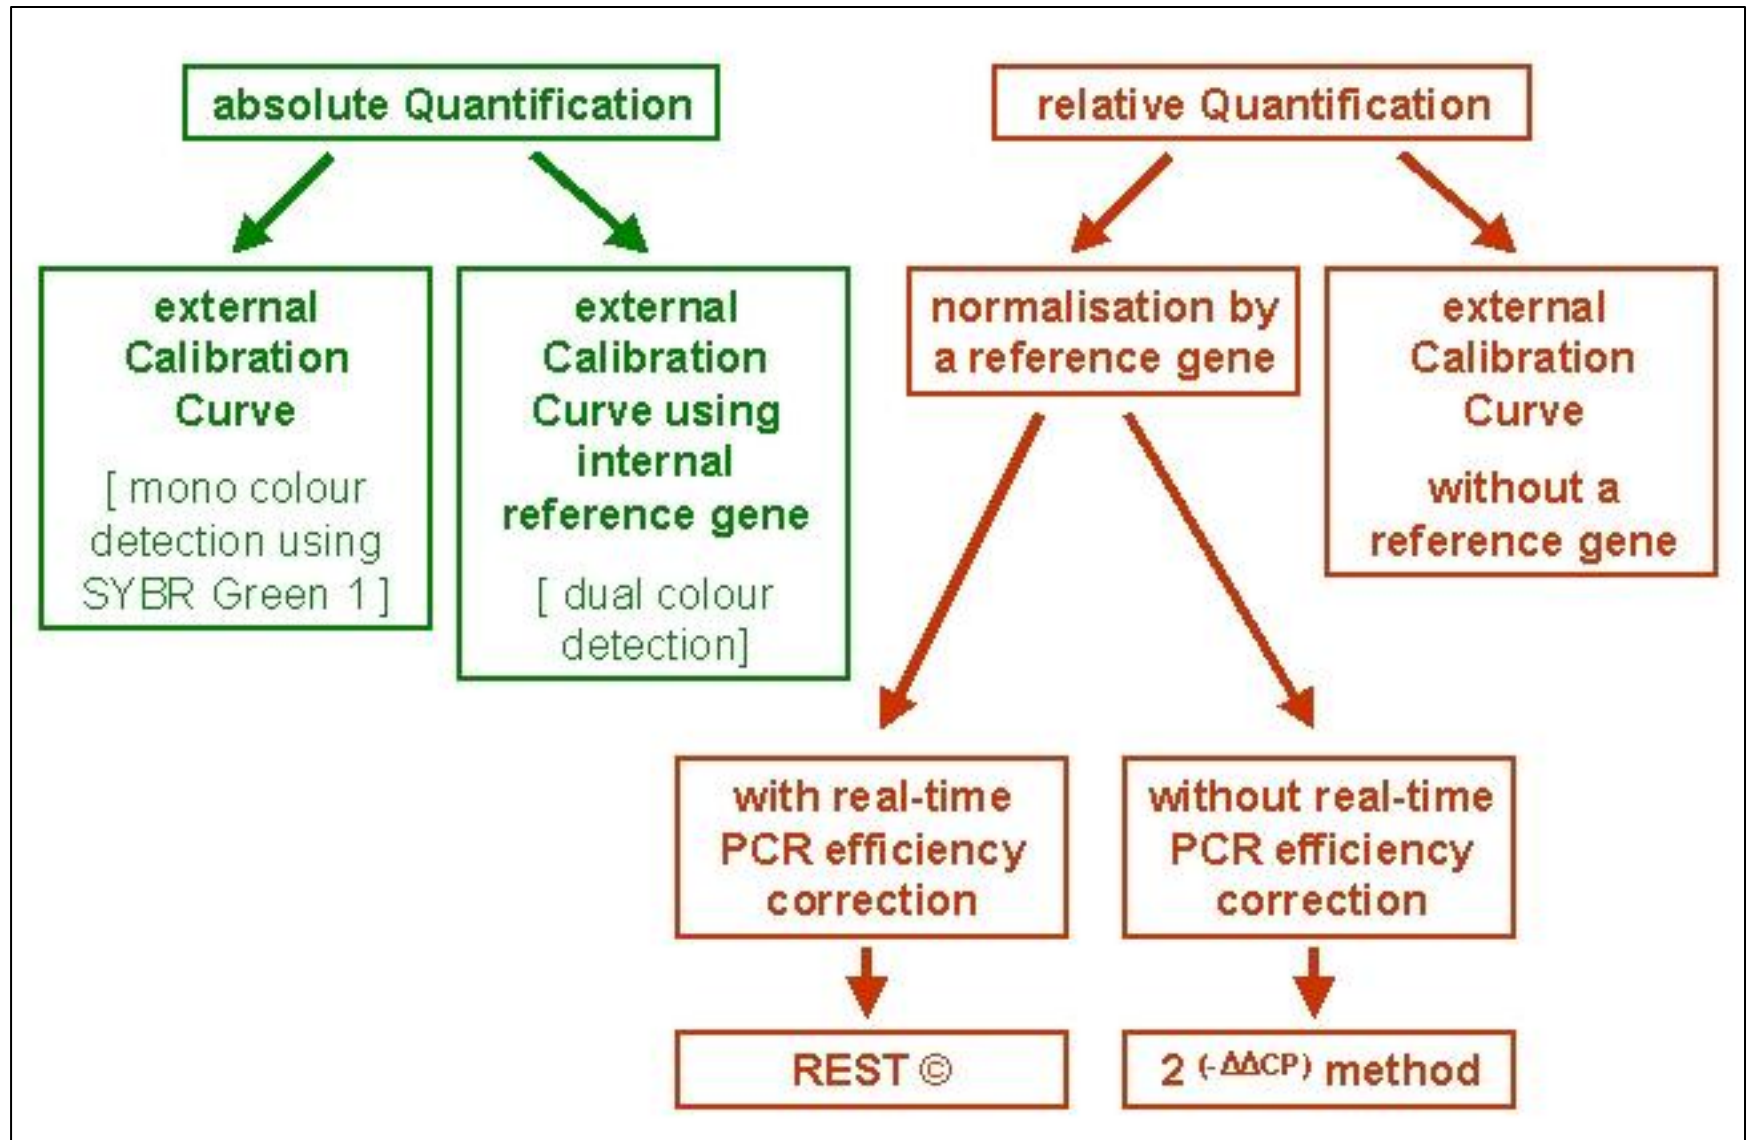 absolute Quantification
relative Quantification
external
Calibration
Curve
[ mono colour
detection using
SYBR Green 1 ]
external
Calibration
Curve using
internal
reference gene
[ dual colour
detection]
normalisation by
a reference gene
external
Calibration
Curve
without a
reference gene
with real-time
PCR efficiency
correction
without real-time
PCR efficiency
correction
REST ©
2 (-ΔΔCP) method